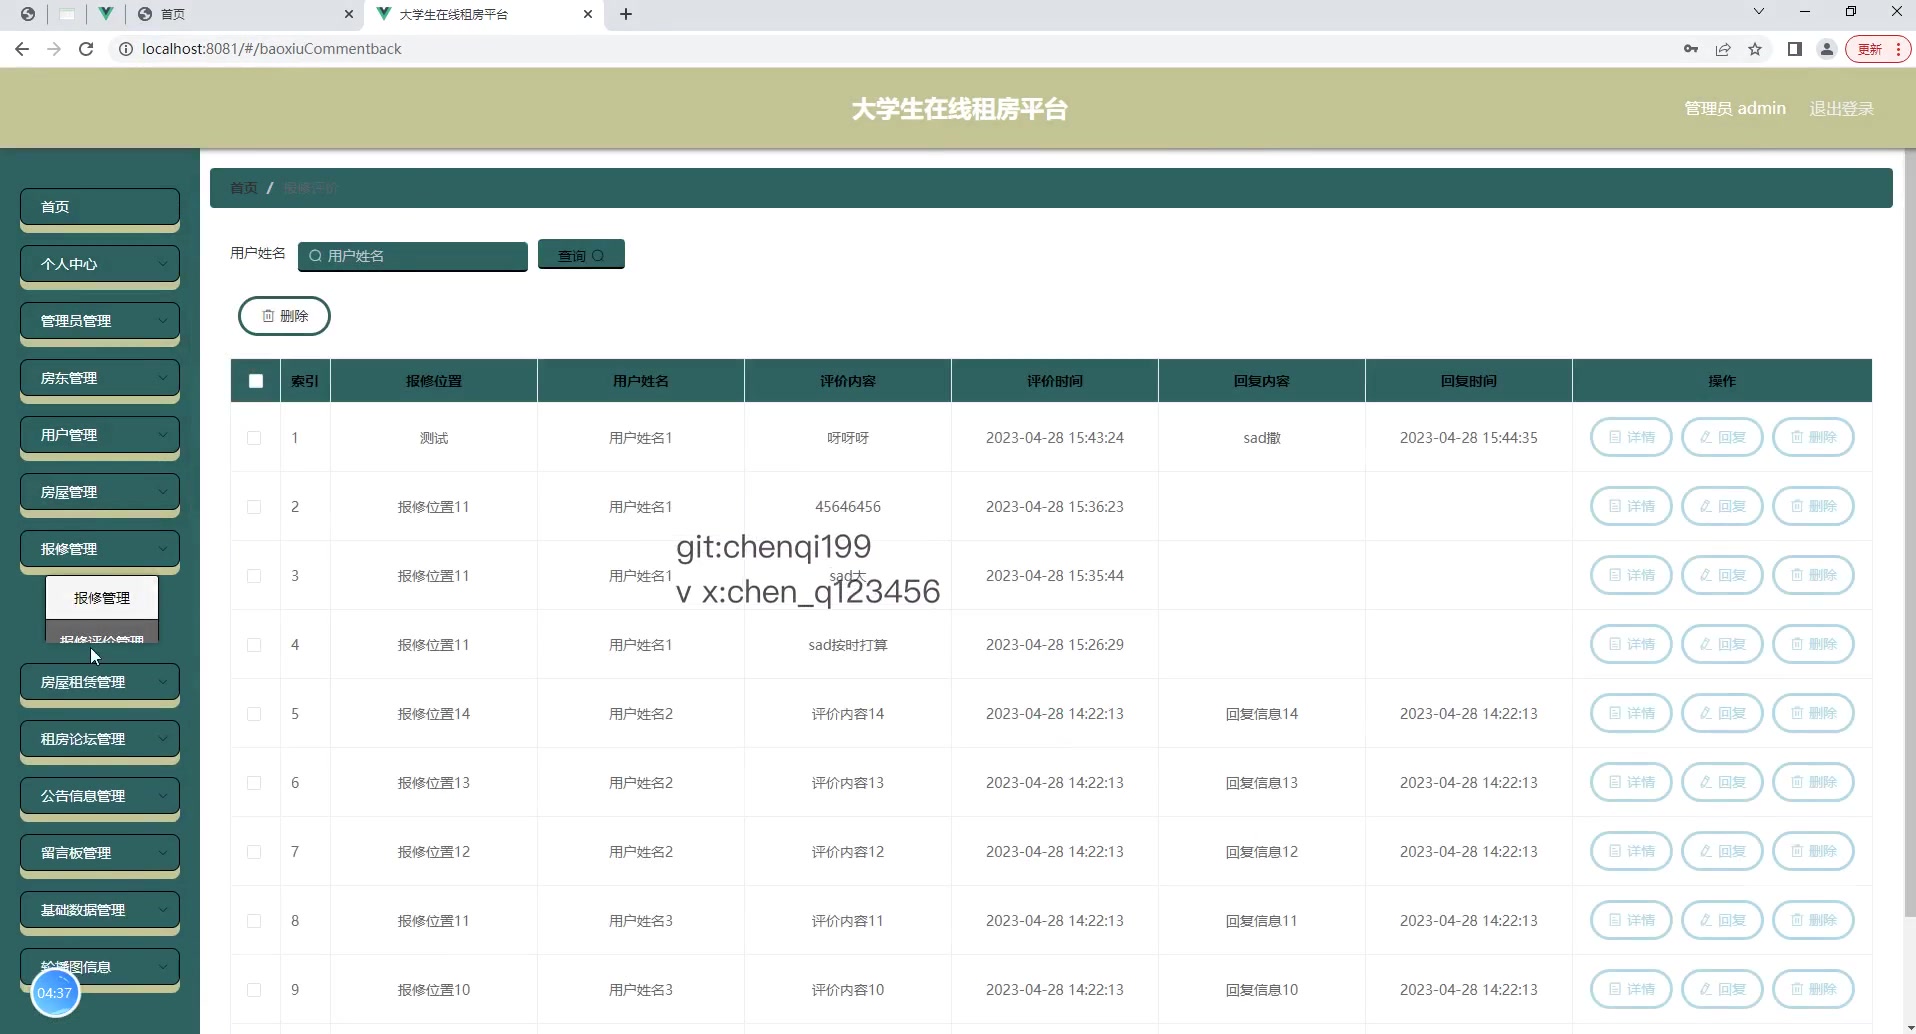 首页
大学生在线租房平台
localhost:8081/#/baoxiuCommentback
更新
大学生在线租房平台
管理员 admin
退出登录
首页
个人中心
管理员管理
房东管理
用户管理
房屋管理
报修管理
报修管理
报修评价管理
房屋租赁管理
租房论坛管理
公告信息管理
留言板管理
基础数据管理
轮播图信息
04:37
首页 / 报修评价
用户姓名 用户姓名 查询
删除
索引 报修位置 用户姓名 评价内容 评价时间 回复内容 回复时间 操作
1 测试 用户姓名1 呀呀呀 2023-04-28 15:43:24 sad撒 2023-04-28 15:44:35 详情 回复 删除
2 报修位置11 用户姓名1 45646456 2023-04-28 15:36:23 详情 回复 删除
git:chenqi199
3 报修位置11 用户姓名1 sad大 2023-04-28 15:35:44 详情 回复 删除
v x:chen_q123456
4 报修位置11 用户姓名1 sad按时打算 2023-04-28 15:26:29 详情 回复 删除
5 报修位置14 用户姓名2 评价内容14 2023-04-28 14:22:13 回复信息14 2023-04-28 14:22:13 详情 回复 删除
6 报修位置13 用户姓名2 评价内容13 2023-04-28 14:22:13 回复信息13 2023-04-28 14:22:13 详情 回复 删除
7 报修位置12 用户姓名2 评价内容12 2023-04-28 14:22:13 回复信息12 2023-04-28 14:22:13 详情 回复 删除
8 报修位置11 用户姓名3 评价内容11 2023-04-28 14:22:13 回复信息11 2023-04-28 14:22:13 详情 回复 删除
9 报修位置10 用户姓名3 评价内容10 2023-04-28 14:22:13 回复信息10 2023-04-28 14:22:13 详情 回复 删除